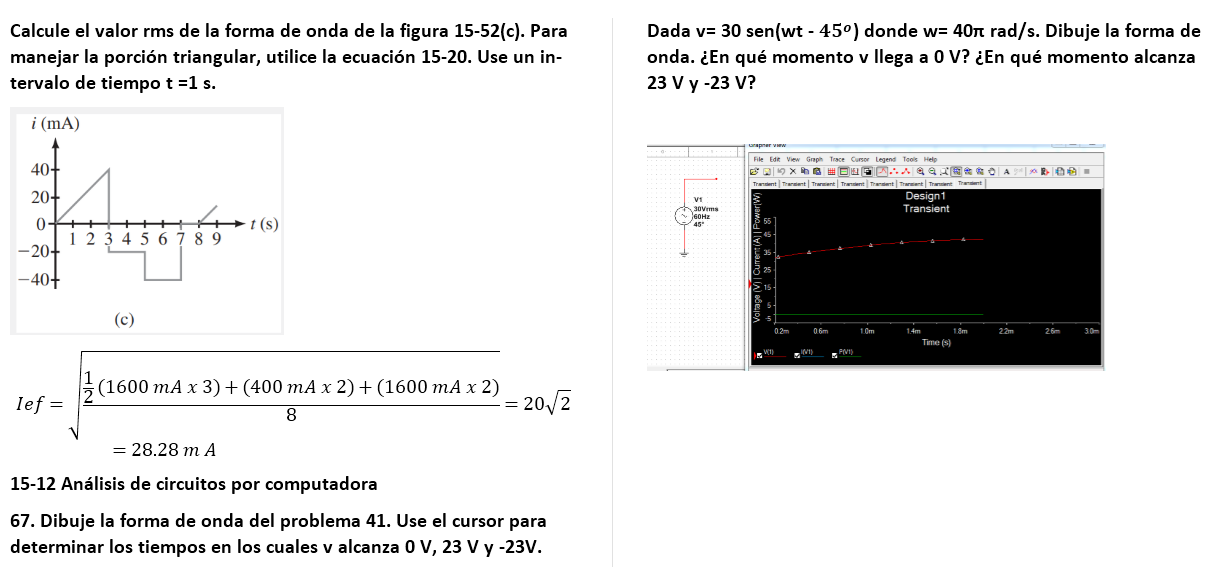 Calcule el valor rms de la forma de onda de la figura 15-52(c). Para
manejar la porción triangular, utilice la ecuación 15-20. Use un in-
tervalo de tiempo t =1 s.
i (mA)
40
20
0
−20
−40
1 2 3 4 5 6 7 8 9
t (s)
(c)
Ief = √((1/2 (1600 mA x 3) + (400 mA x 2) + (1600 mA x 2))/8) = 20√2
= 28.28 m A
15-12 Análisis de circuitos por computadora
67. Dibuje la forma de onda del problema 41. Use el cursor para
determinar los tiempos en los cuales v alcanza 0 V, 23 V y -23V.
Dada v= 30 sen(wt - 45º) donde w= 40π rad/s. Dibuje la forma de
onda. ¿En qué momento v llega a 0 V? ¿En qué momento alcanza
23 V y -23 V?
Grapher View
File Edit View Graph Trace Cursor Legend Tools Help
Transient Transient Transient Transient Transient Transient Transient Transient
Design1
Transient
V1
30Vrms
60Hz
45°
Voltage (V) | Current (A) | Power(W)
55
45
35
25
15
5
-5
0.2m 0.6m 1.0m 1.4m 1.8m 2.2m 2.6m 3.0m
Time (s)
V(1) I(V1) P(V1)